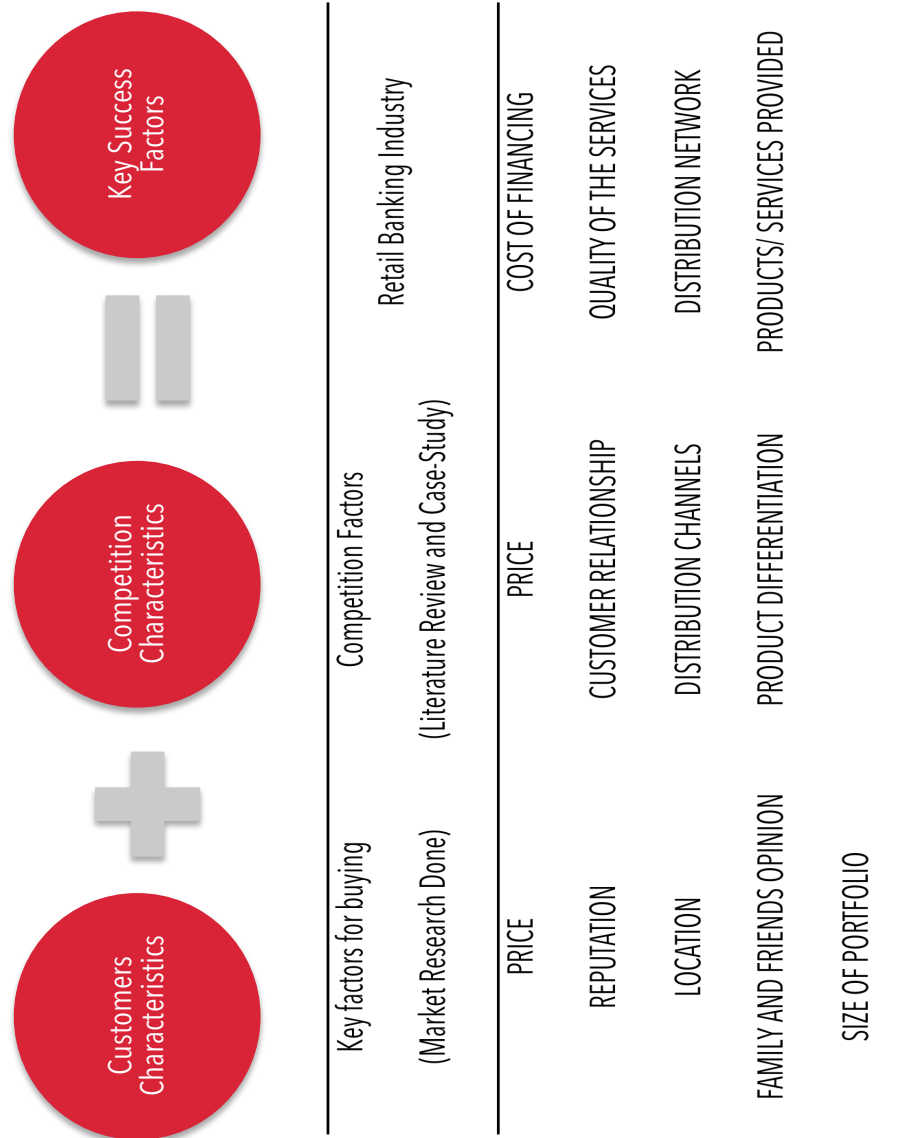 Customers
Characteristics
Competition
Characteristics
Key Success
Factors
Key factors for buying
(Market Research Done)
Competition Factors
(Literature Review and Case-Study)
Retail Banking Industry
PRICE
PRICE
COST OF FINANCING
REPUTATION
CUSTOMER RELATIONSHIP
QUALITY OF THE SERVICES
LOCATION
DISTRIBUTION CHANNELS
DISTRIBUTION NETWORK
FAMILY AND FRIENDS OPINION
PRODUCT DIFFERENTIATION
PRODUCTS/ SERVICES PROVIDED
SIZE OF PORTFOLIO